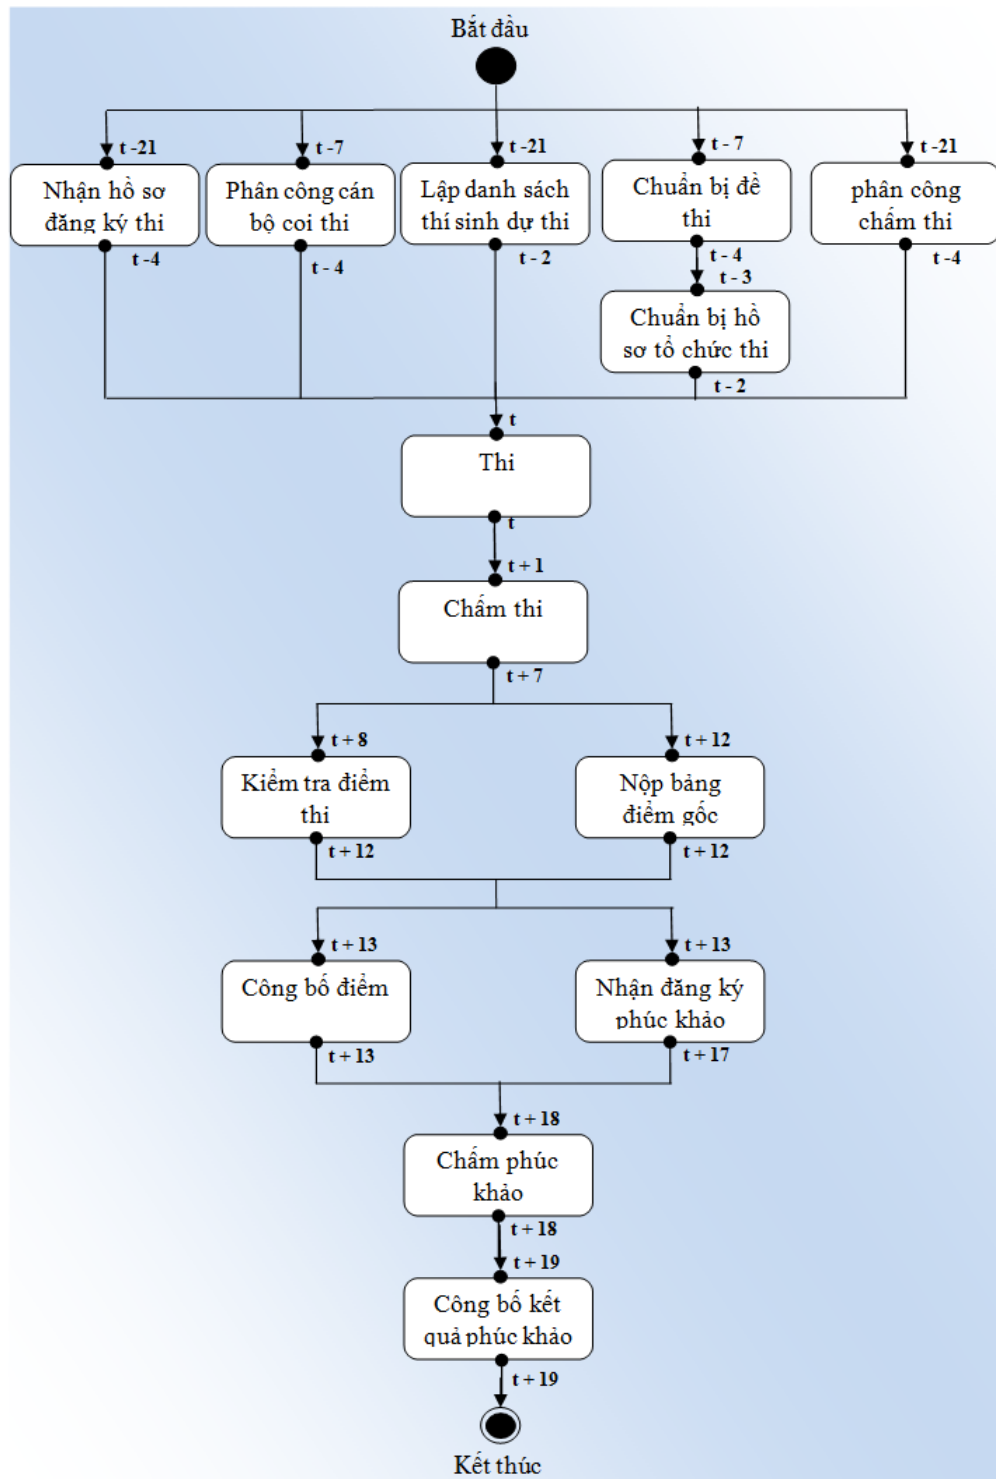 Bắt đầu
t -21
t -7
t -21
t - 7
t -21
Nhận hồ sơ
đăng ký thi
Phân công cán
bộ coi thi
Lập danh sách
thí sinh dự thi
Chuẩn bị đề
thi
phân công
chấm thi
t -4
t - 4
t - 2
t - 4
t -4
t - 3
Chuẩn bị hồ
sơ tổ chức thi
t - 2
t
Thi
t
t + 1
Chấm thi
t + 7
t + 8
t + 12
Kiểm tra điểm
thi
Nộp bảng
điểm gốc
t + 12
t + 12
t + 13
t + 13
Công bố điểm
Nhận đăng ký
phúc khảo
t + 13
t + 17
t + 18
Chấm phúc
khảo
t + 18
t + 19
Công bố kết
quả phúc khảo
t + 19
Kết thúc